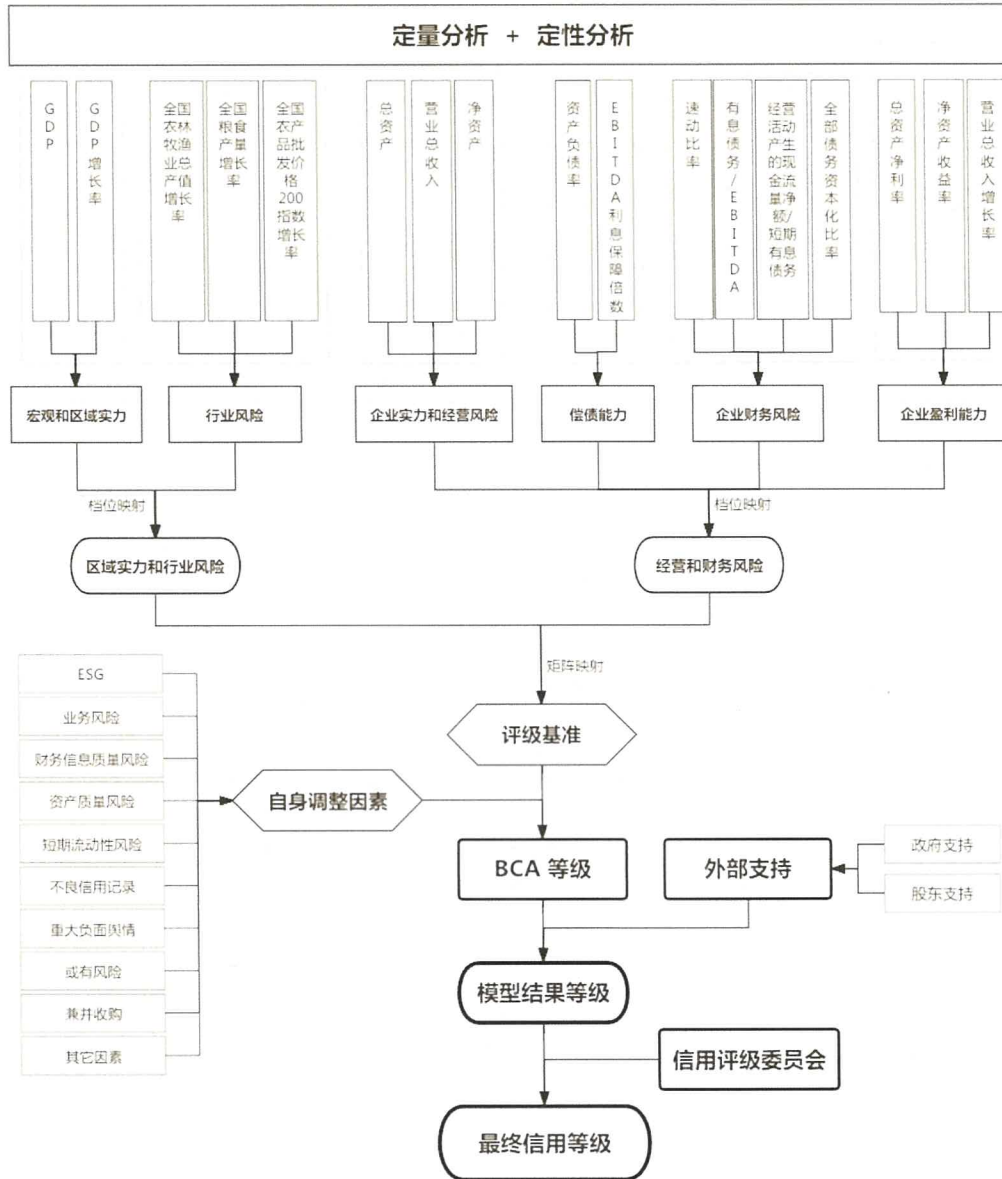 定量分析 + 定性分析
GDP
GDP增长率
全国农林牧渔业总产值增长率
全国粮食产量增长率
全国农产品批发价格200指数增长率
总资产
营业总收入
净资产
资产负债率
EBITDA利息保障倍数
速动比率
有息债务/EBITDA
经营活动产生的现金流量净额/短期有息债务
全部债务资本化比率
总资产净利率
净资产收益率
营业总收入增长率
宏观和区域实力
行业风险
企业实力和经营风险
偿债能力
企业财务风险
企业盈利能力
档位映射
档位映射
区域实力和行业风险
经营和财务风险
矩阵映射
ESG
业务风险
财务信息质量风险
资产质量风险
短期流动性风险
不良信用记录
重大负面舆情
或有风险
兼并收购
其它因素
评级基准
自身调整因素
BCA 等级
外部支持
政府支持
股东支持
模型结果等级
信用评级委员会
最终信用等级